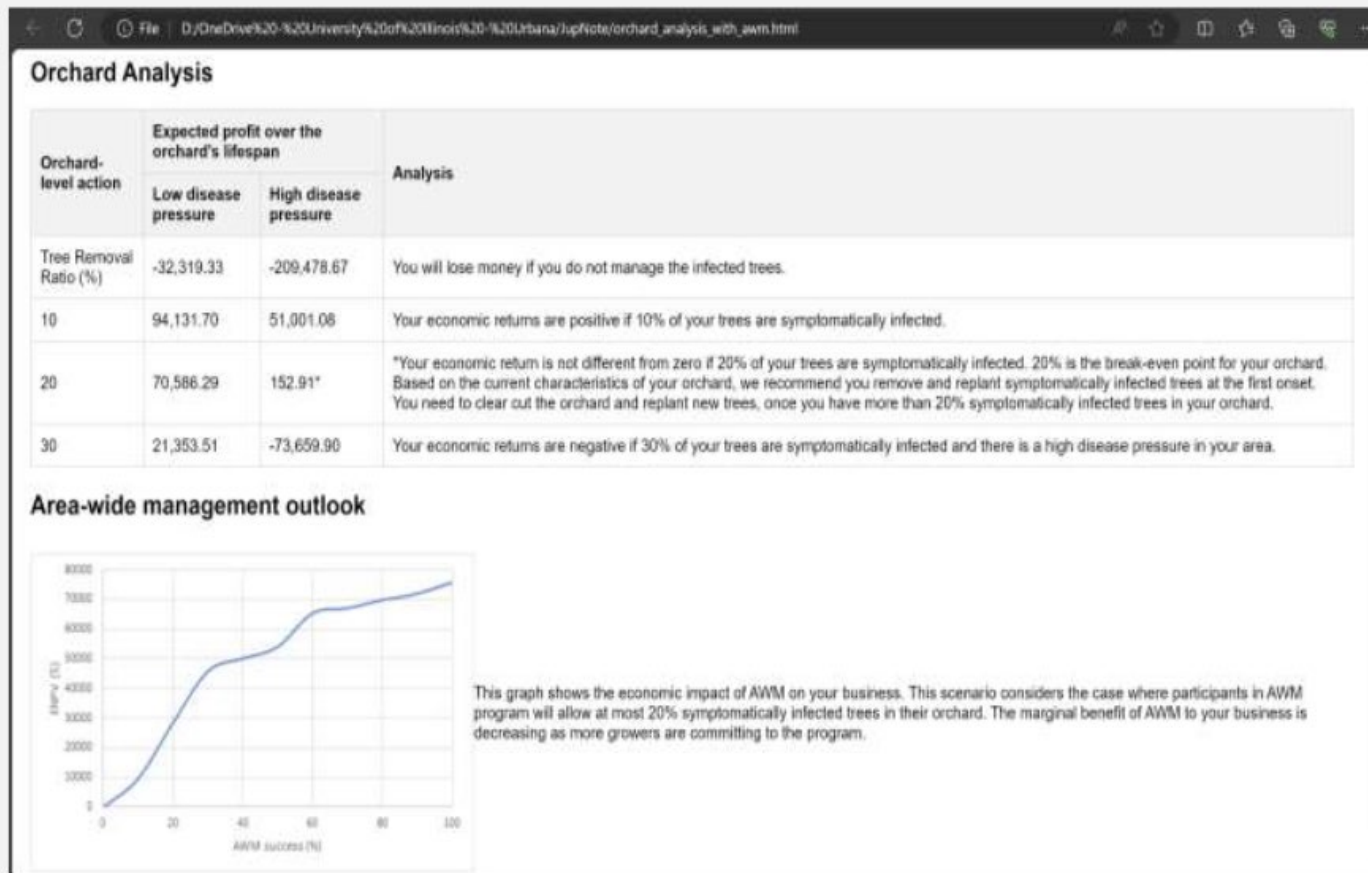 File D:/OneDrive%20-%20University%20of%20Illinois%20-%20Urbana/JupNote/orchard_analysis_with_awm.html
Orchard Analysis
Orchard-
level action
Expected profit over the
orchard's lifespan
Analysis
Low disease
pressure
High disease
pressure
Tree Removal
Ratio (%)
-32,319.33
-209,478.67
You will lose money if you do not manage the infected trees.
10
94,131.70
51,001.08
Your economic returns are positive if 10% of your trees are symptomatically infected.
20
70,586.29
152.91*
*Your economic return is not different from zero if 20% of your trees are symptomatically infected. 20% is the break-even point for your orchard.
Based on the current characteristics of your orchard, we recommend you remove and replant symptomatically infected trees at the first onset.
You need to clear cut the orchard and replant new trees, once you have more than 20% symptomatically infected trees in your orchard.
30
21,353.51
-73,659.90
Your economic returns are negative if 30% of your trees are symptomatically infected and there is a high disease pressure in your area.
Area-wide management outlook
80000
70000
60000
50000
40000
30000
20000
10000
0
0 20 40 60 80 100
AWM success (%)
This graph shows the economic impact of AWM on your business. This scenario considers the case where participants in AWM
program will allow at most 20% symptomatically infected trees in their orchard. The marginal benefit of AWM to your business is
decreasing as more growers are committing to the program.